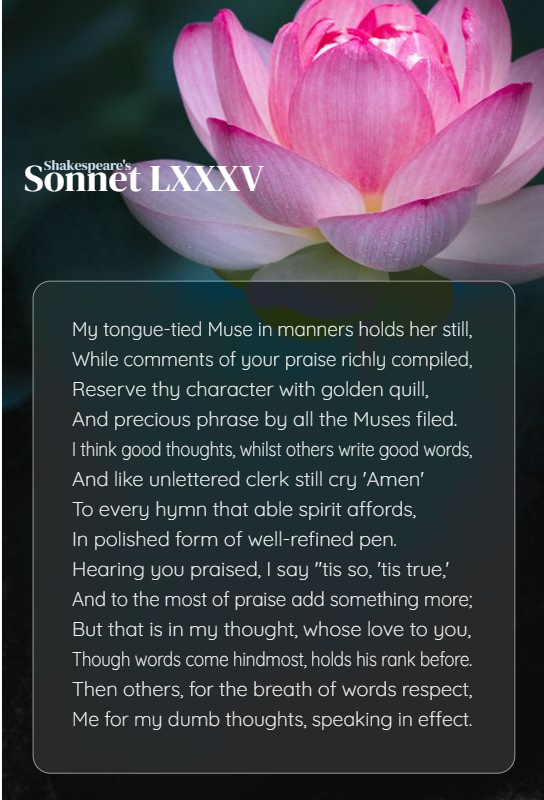 Shakespeare's
Sonnet LXXXV
My tongue-tied Muse in manners holds her still,
While comments of your praise richly compiled,
Reserve thy character with golden quill,
And precious phrase by all the Muses filed.
I think good thoughts, whilst others write good words,
And like unlettered clerk still cry 'Amen'
To every hymn that able spirit affords,
In polished form of well-refined pen.
Hearing you praised, I say ''tis so, 'tis true,'
And to the most of praise add something more;
But that is in my thought, whose love to you,
Though words come hindmost, holds his rank before.
Then others, for the breath of words respect,
Me for my dumb thoughts, speaking in effect.